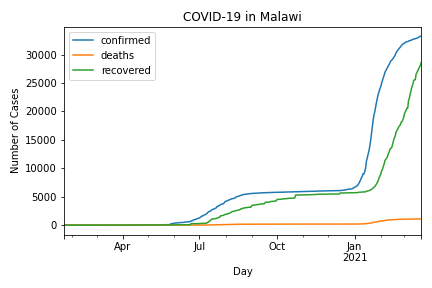 COVID-19 in Malawi
confirmed
deaths
recovered
Number of Cases
30000
25000
20000
15000
10000
5000
0
Apr
Jul
Oct
Jan
2021
Day